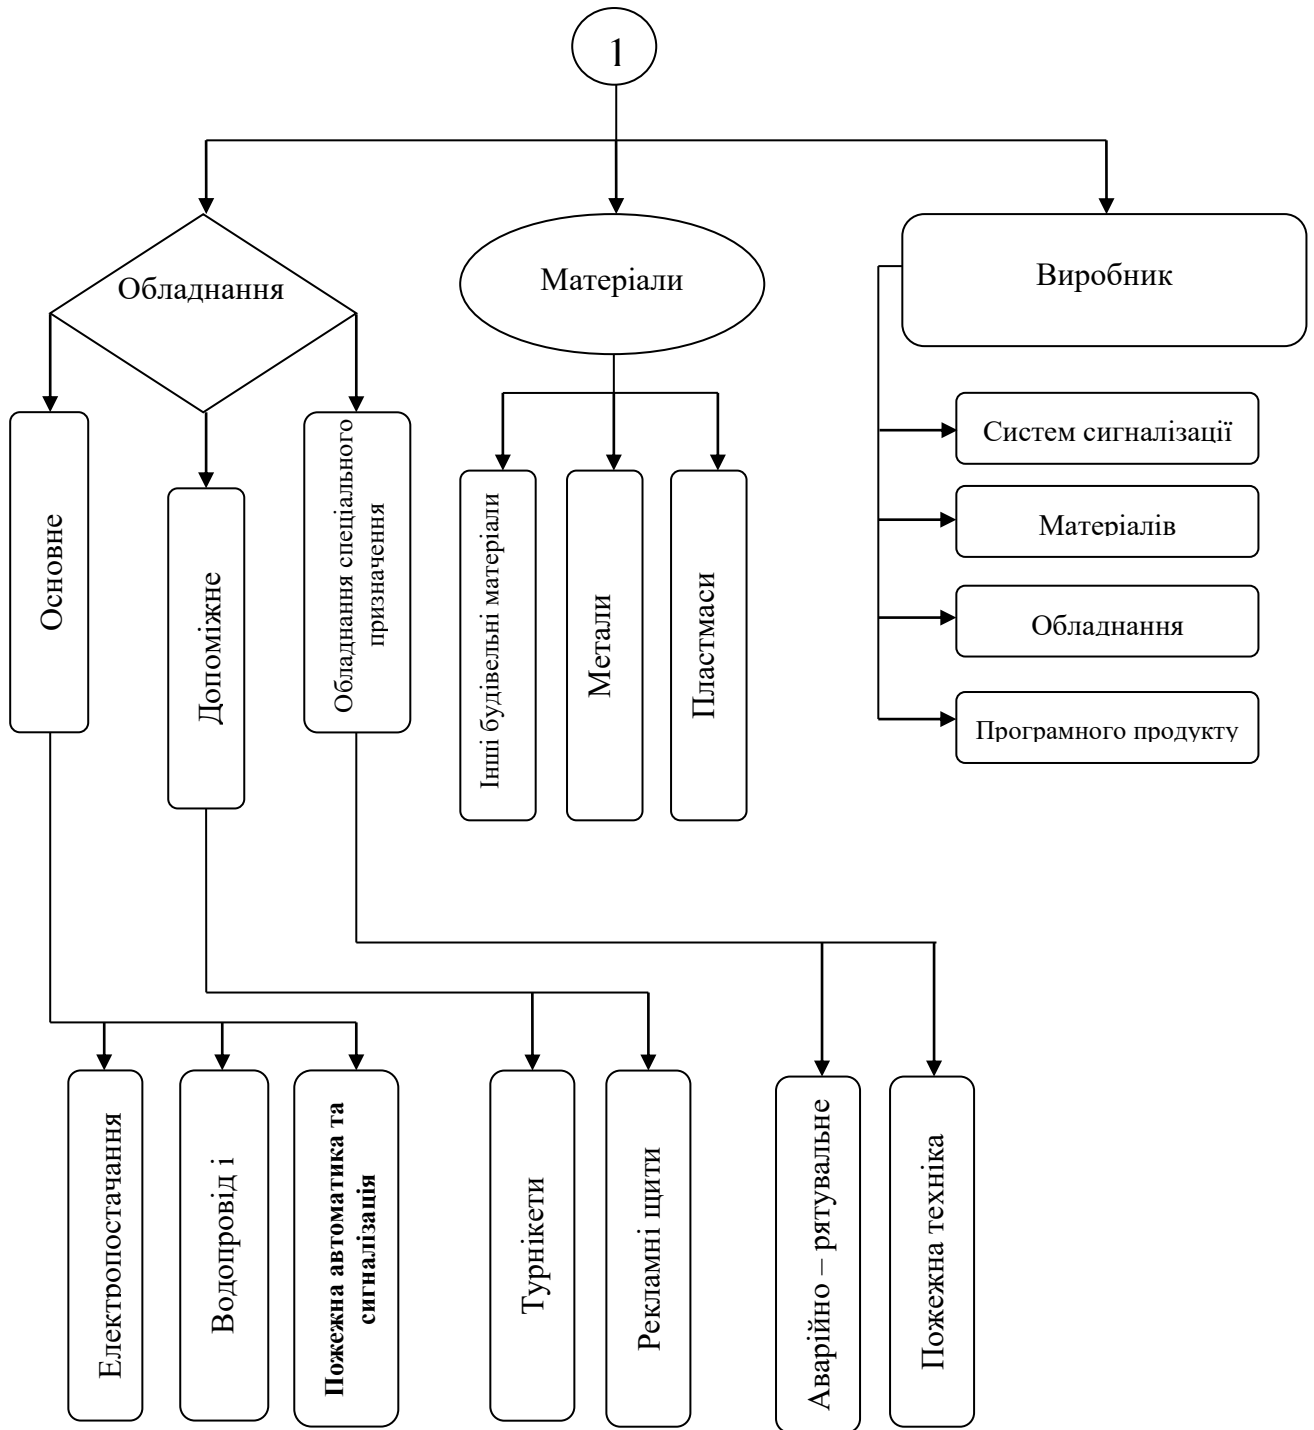 1
Обладнання
Матеріали
Виробник
Основне
Допоміжне
Обладнання спеціального
призначення
Інші будівельні матеріали
Метали
Пластмаси
Систем сигналізації
Матеріалів
Обладнання
Програмного продукту
Електропостачання
Водопровід і
Пожежна автоматика та
сигналізація
Турнікети
Рекламні щити
Аварійно – рятувальне
Пожежна техніка